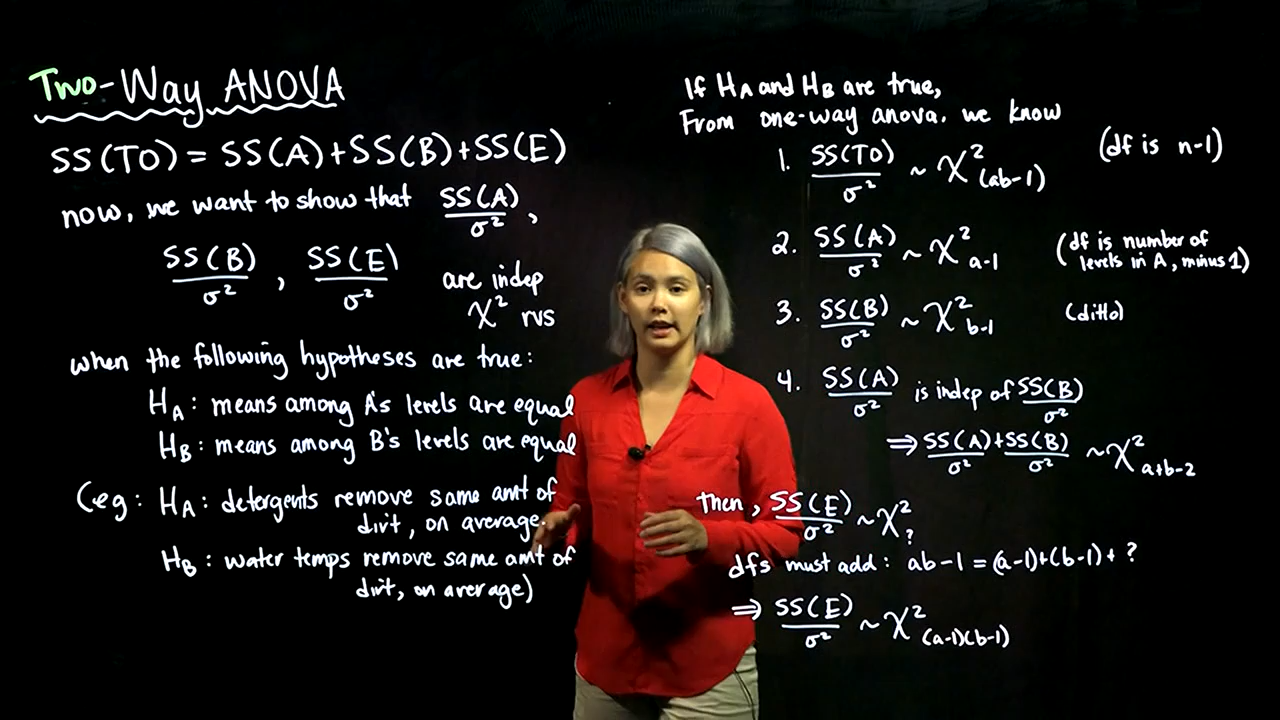 Two-Way ANOVA
SS(TO) = SS(A)+SS(B)+SS(E)
now, we want to show that SS(A)/σ²,
SS(B)/σ², SS(E)/σ² are indep
χ² rvs
when the following hypotheses are true:
HA: means among A's levels are equal
HB: means among B's levels are equal
(eg: HA: detergents remove same amt of
dirt, on average.
HB: water temps remove same amt of
dirt, on average)
If HA and HB are true,
From one-way anova. we know
1. SS(TO)/σ² ~ χ²(ab-1) (df is n-1)
2. SS(A)/σ² ~ χ²a-1 (df is number of
levels in A, minus 1)
3. SS(B)/σ² ~ χ²b-1 (ditto)
4. SS(A)/σ² is indep of SS(B)/σ²
⇒ SS(A)/σ² + SS(B)/σ² ~ χ²a+b-2
then, SS(E)/σ² ~ χ²?
dfs must add: ab-1 = (a-1)+(b-1)+ ?
⇒ SS(E)/σ² ~ χ²(a-1)(b-1)